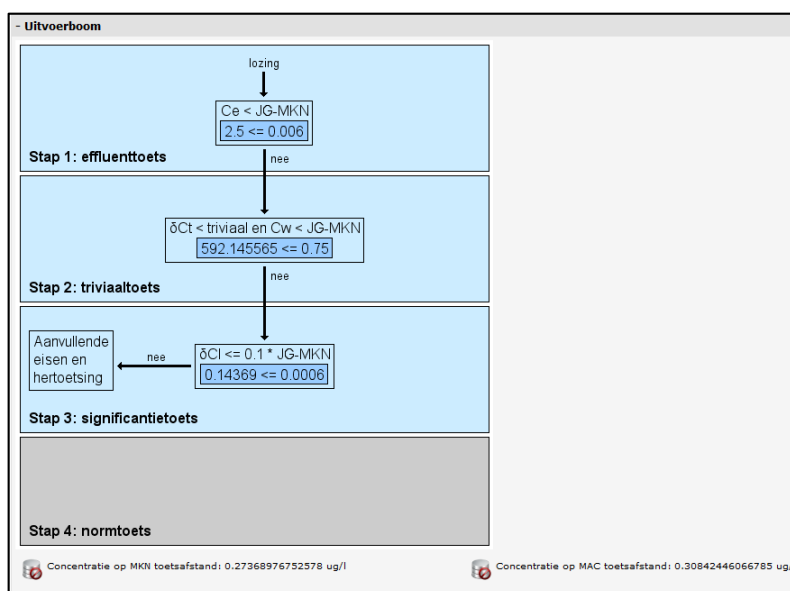 - Uitvoerboom
lozing
Ce < JG-MKN
2.5 <= 0.006
nee
Stap 1: effluenttoets
δCt < triviaal en Cw < JG-MKN
592.145565 <= 0.75
nee
Stap 2: triviaaltoets
Aanvullende
eisen en
hertoetsing
nee
δCl <= 0.1 * JG-MKN
0.14369 <= 0.0006
Stap 3: significantietoets
Stap 4: normtoets
Concentratie op MKN toetsafstand: 0.27368976752578 ug/l
Concentratie op MAC toetsafstand: 0.30842446066785 ug/